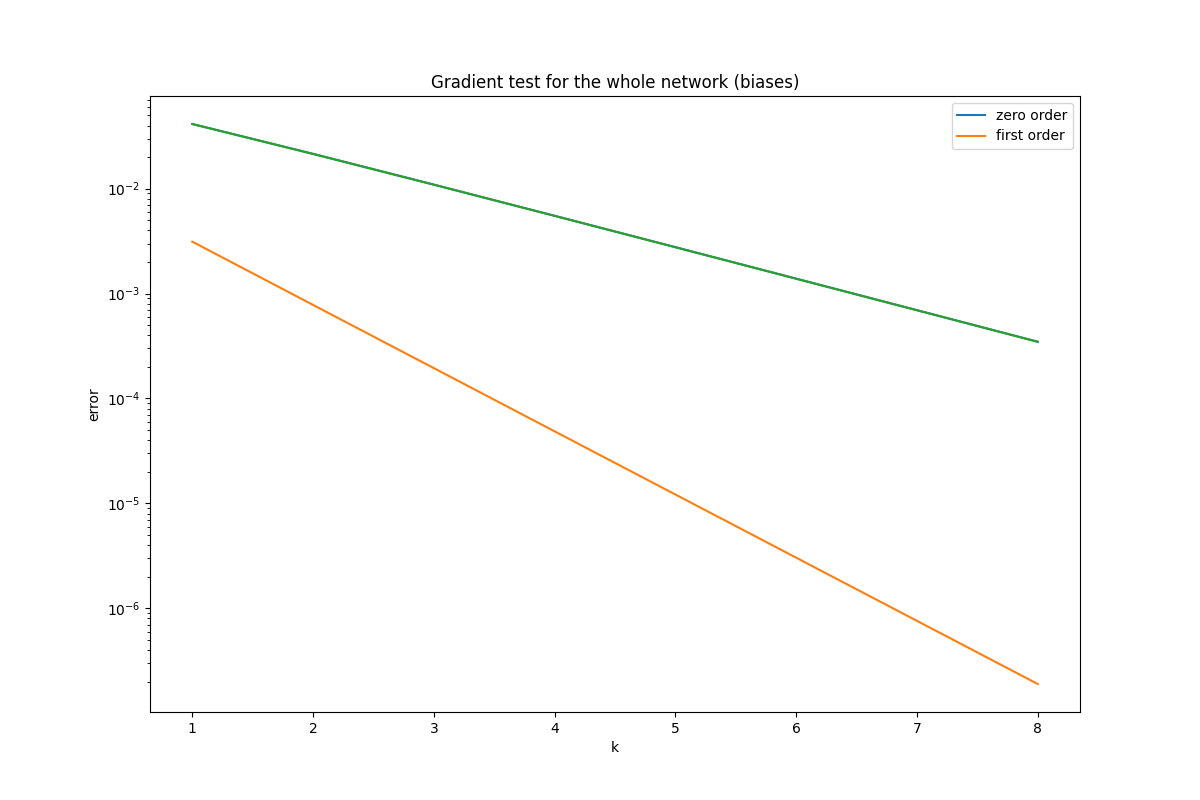 Gradient test for the whole network (biases)
zero order
first order
10⁻²
10⁻³
10⁻⁴
10⁻⁵
10⁻⁶
error
1 2 3 4 5 6 7 8
k